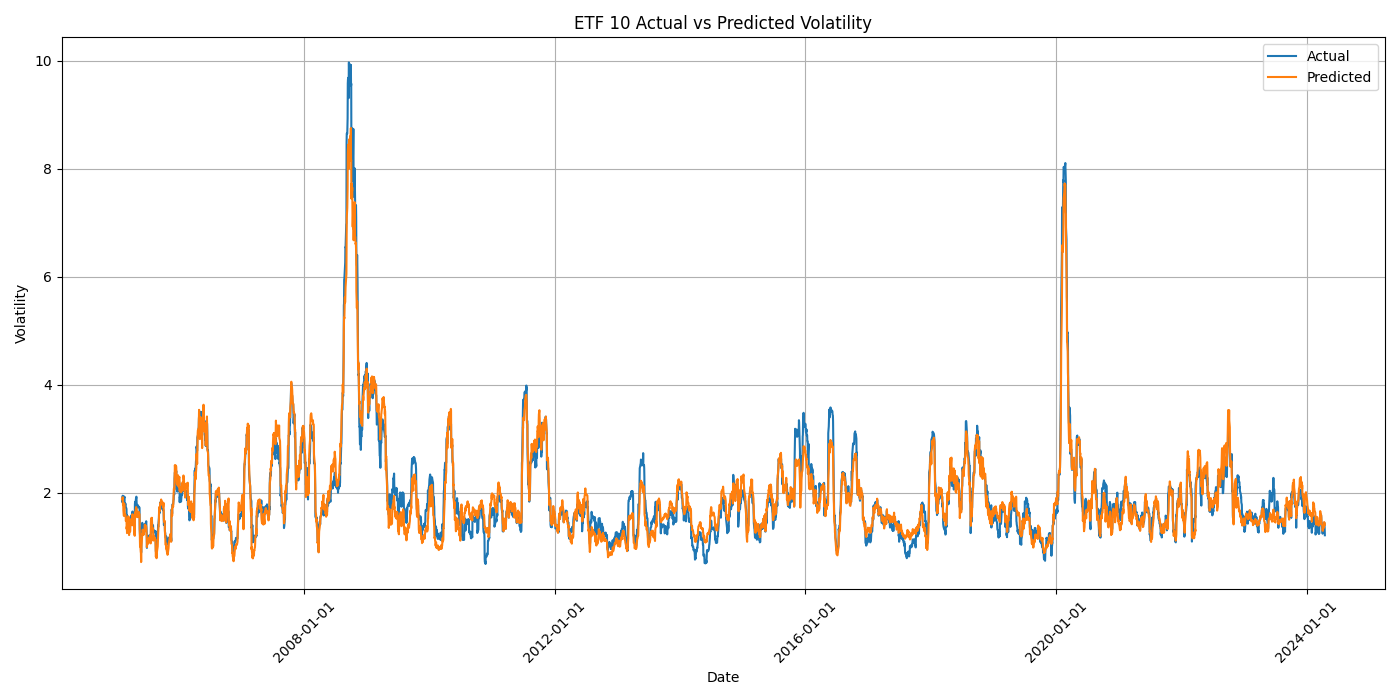 ETF 10 Actual vs Predicted Volatility
Actual
Predicted
10
8
6
4
2
Volatility
2008-01-01
2012-01-01
2016-01-01
2020-01-01
2024-01-01
Date